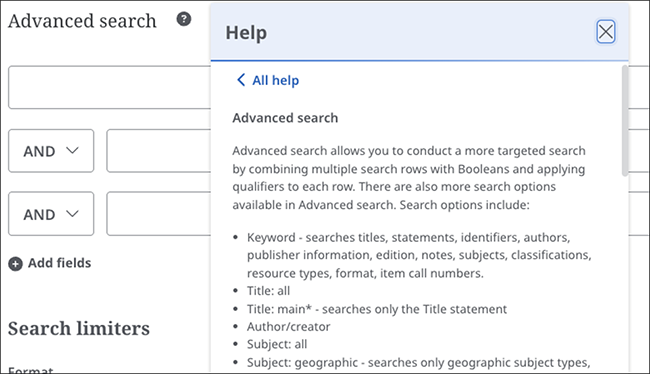 Advanced search ?
Help
All help
Advanced search
Advanced search allows you to conduct a more targeted search
by combining multiple search rows with Booleans and applying
qualifiers to each row. There are also more search options
available in Advanced search. Search options include:
• Keyword - searches titles, statements, identifiers, authors,
publisher information, edition, notes, subjects, classifications,
resource types, format, item call numbers.
• Title: all
• Title: main* - searches only the Title statement
• Author/creator
• Subject: all
• Subject: geographic - searches only geographic subject types,
AND
AND
Add fields
Search limiters
Format